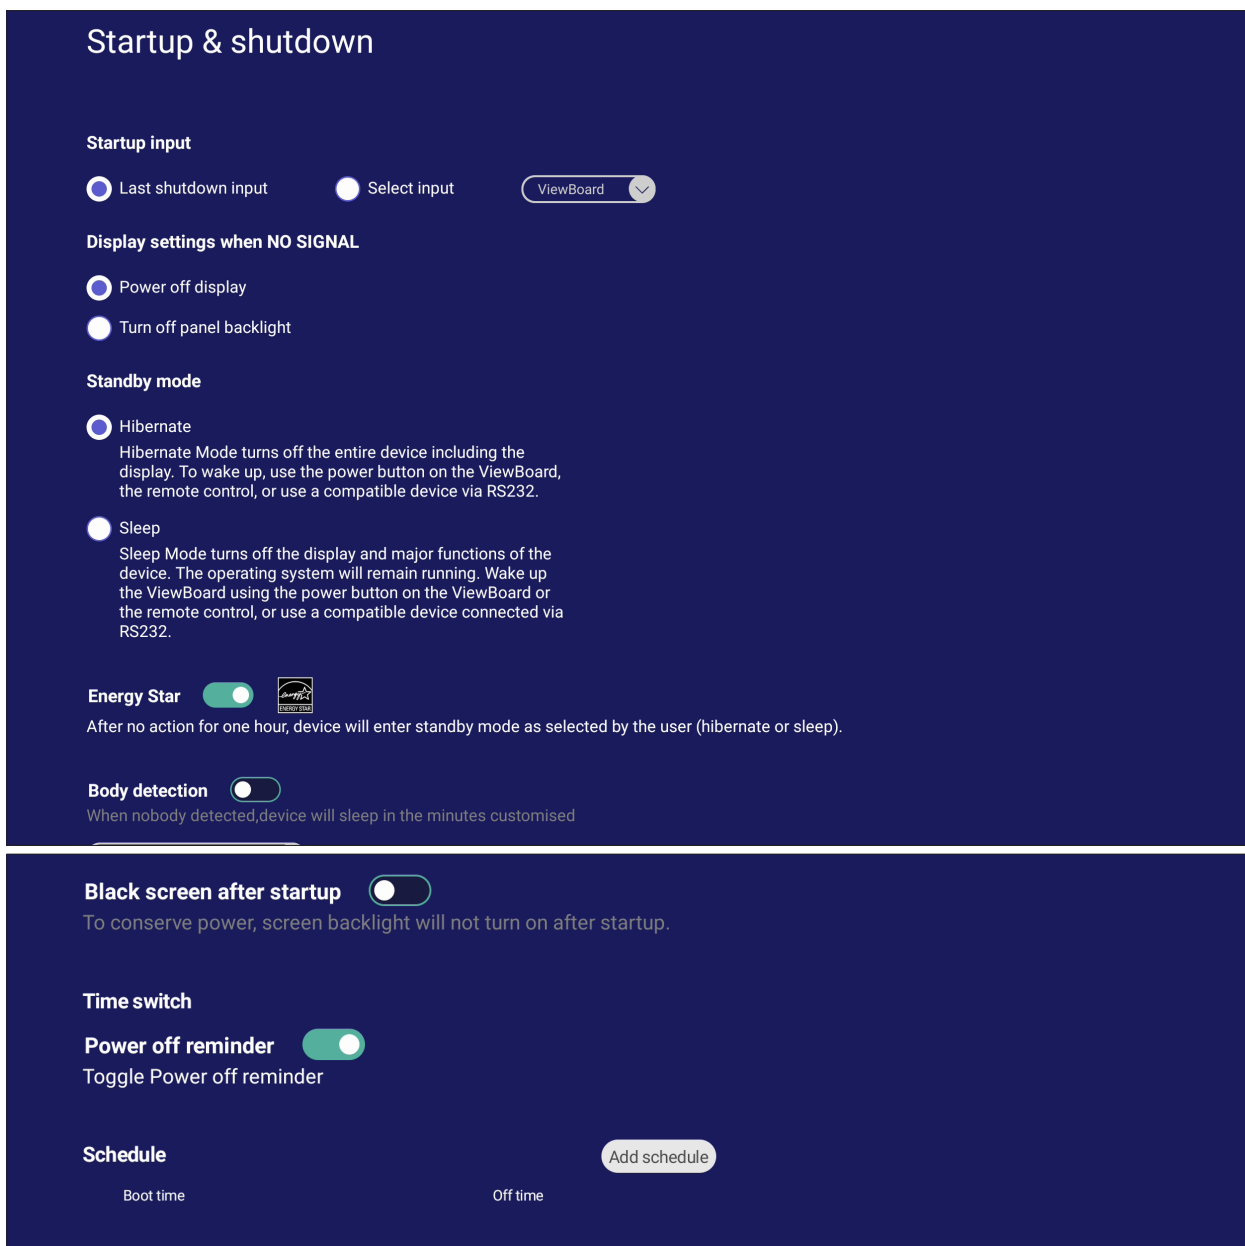 Startup & shutdown
Startup input
Last shutdown input Select input ViewBoard
Display settings when NO SIGNAL
Power off display
Turn off panel backlight
Standby mode
Hibernate
Hibernate Mode turns off the entire device including the
display. To wake up, use the power button on the ViewBoard,
the remote control, or use a compatible device via RS232.
Sleep
Sleep Mode turns off the display and major functions of the
device. The operating system will remain running. Wake up
the ViewBoard using the power button on the ViewBoard or
the remote control, or use a compatible device connected via
RS232.
Energy Star energy ENERGY STAR
After no action for one hour, device will enter standby mode as selected by the user (hibernate or sleep).
Body detection
When nobody detected,device will sleep in the minutes customised
Black screen after startup
To conserve power, screen backlight will not turn on after startup.
Time switch
Power off reminder
Toggle Power off reminder
Schedule Add schedule
Boot time Off time